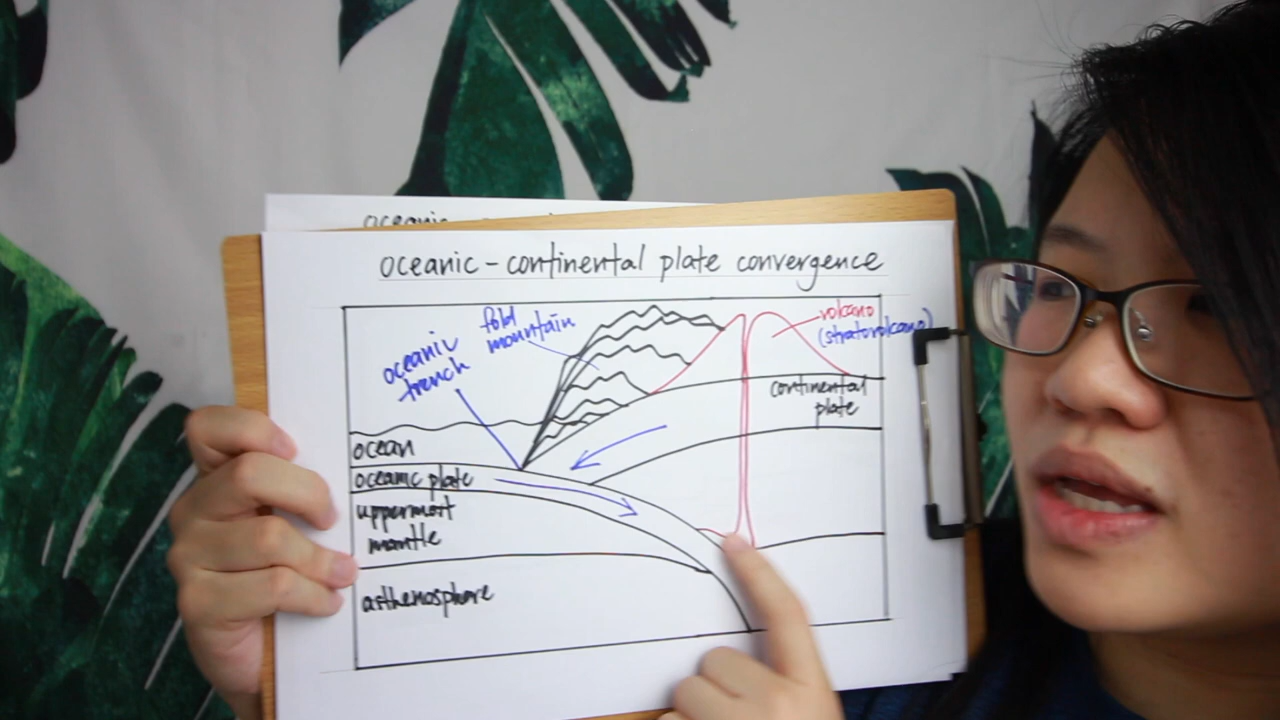 oceanic
oceanic - continental plate convergence
fold
mountain
volcano
(stratovolcano)
oceanic
trench
continental
plate
ocean
oceanic plate
uppermost
mantle
asthenosphere